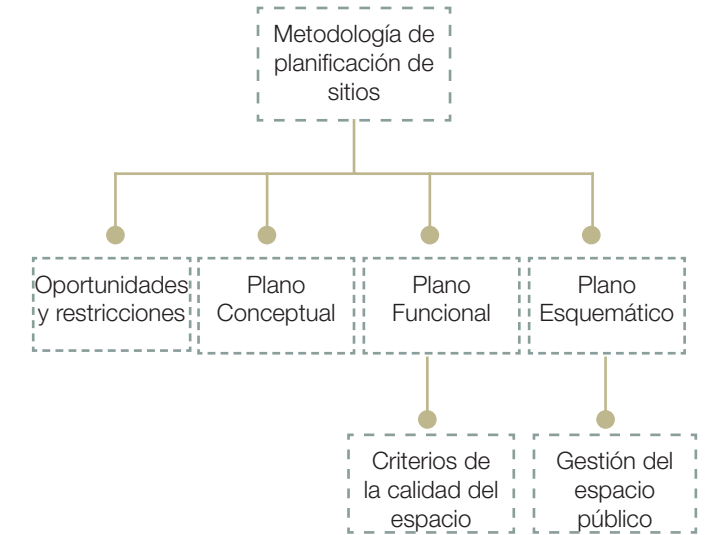 Metodología de
planificación de
sitios
Oportunidades
y restricciones
Plano
Conceptual
Plano
Funcional
Plano
Esquemático
Criterios de
la calidad del
espacio
Gestión del
espacio
público